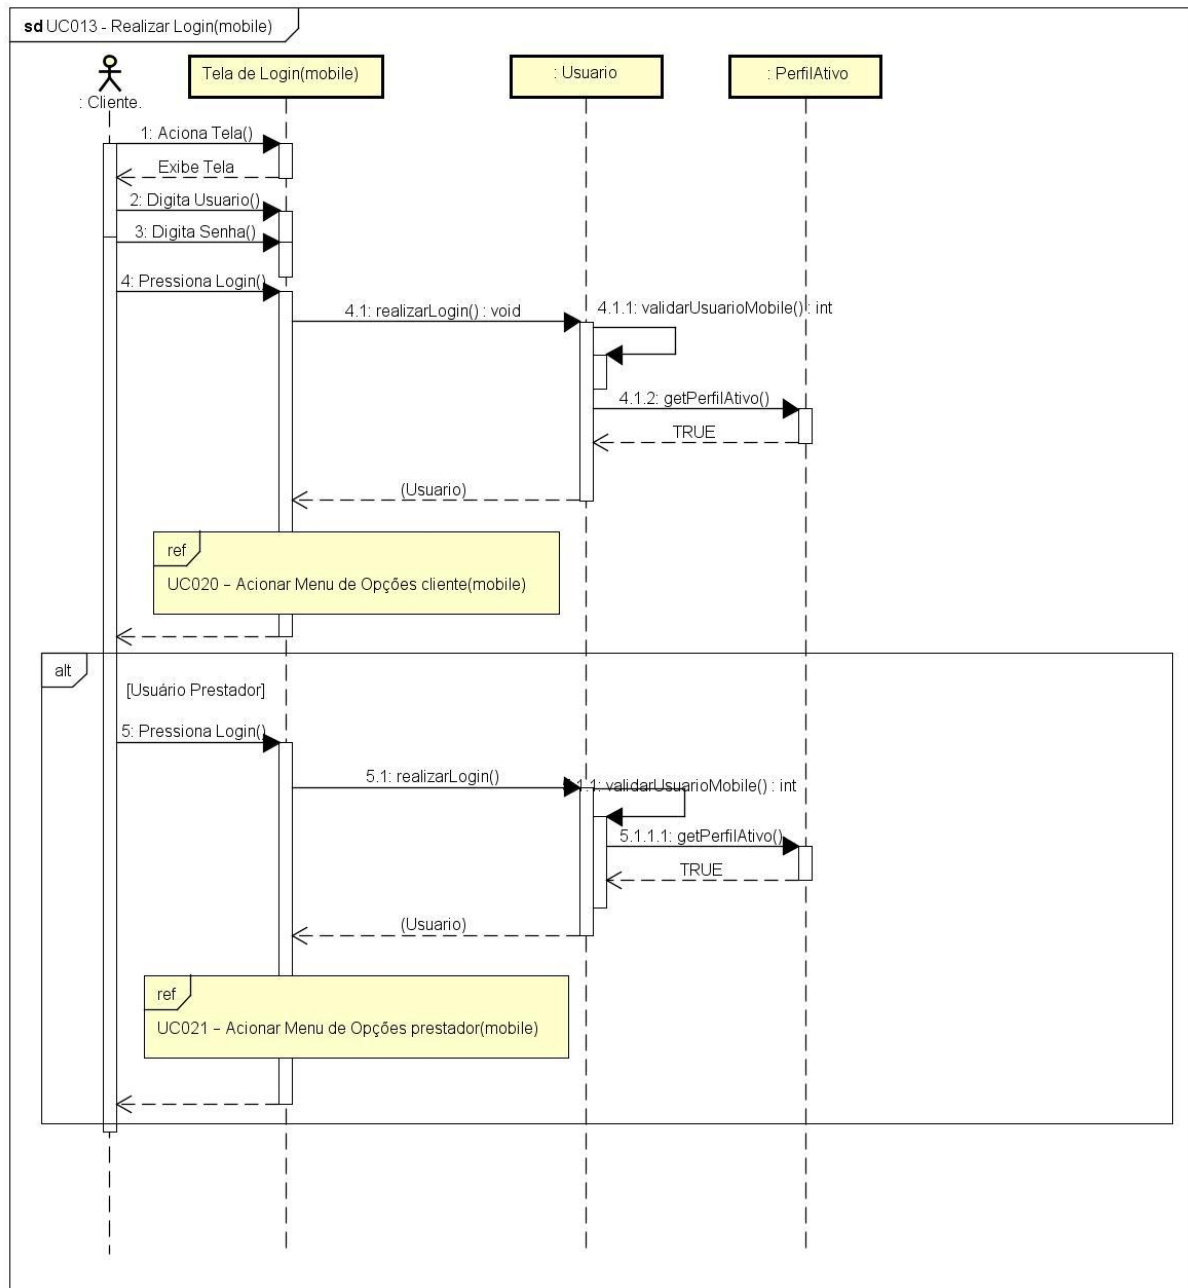 sd UC013 - Realizar Login(mobile)
: Cliente.
Tela de Login(mobile)
: Usuario
: PerfilAtivo
1: Aciona Tela()
Exibe Tela
2: Digita Usuario()
3: Digita Senha()
4: Pressiona Login()
4.1: realizarLogin() : void
4.1.1: validarUsuarioMobile() : int
4.1.2: getPerfilAtivo()
TRUE
(Usuario)
ref
UC020 – Acionar Menu de Opções cliente(mobile)
alt
[Usuário Prestador]
5: Pressiona Login()
5.1: realizarLogin()
.1.1: validarUsuarioMobile() : int
5.1.1.1: getPerfilAtivo()
TRUE
(Usuario)
ref
UC021 – Acionar Menu de Opções prestador(mobile)